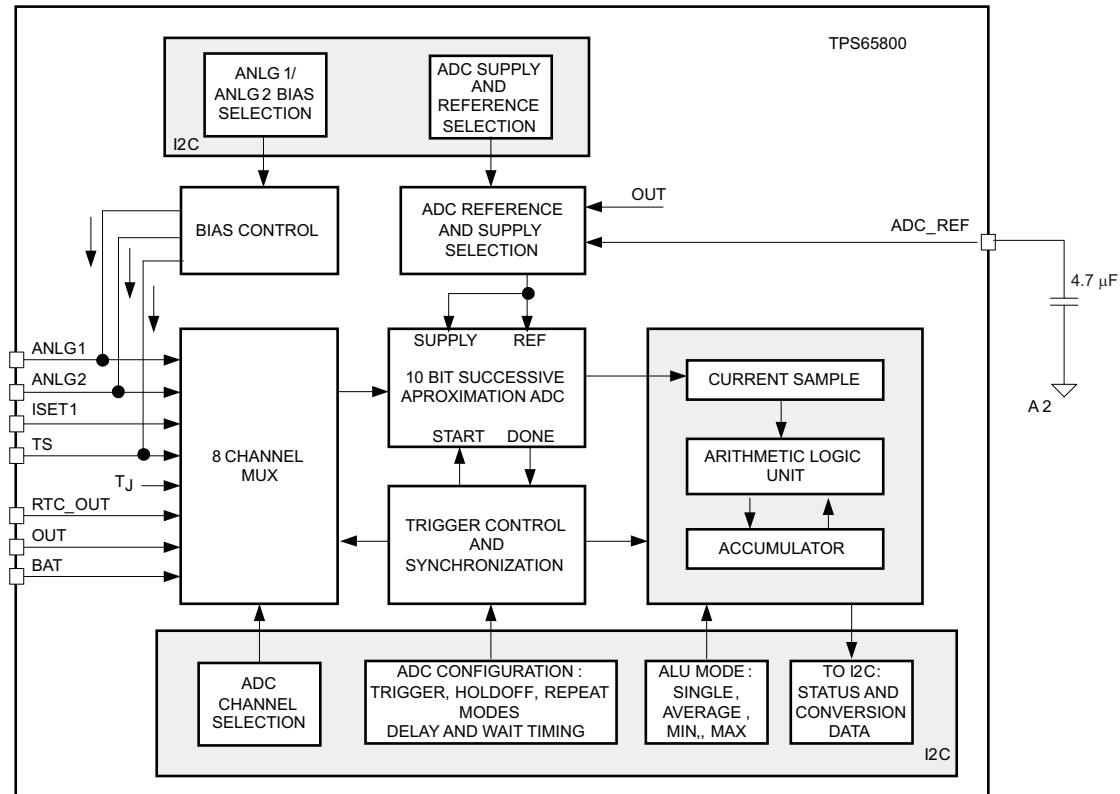 TPS65800
ANLG 1/
ANLG 2 BIAS
SELECTION
ADC SUPPLY
AND
REFERENCE
SELECTION
I2C
BIAS CONTROL
ADC REFERENCE
AND SUPPLY
SELECTION
OUT
ADC_REF
4.7 μF
A 2
ANLG1
ANLG2
ISET1
TS
TJ
RTC_OUT
OUT
BAT
8 CHANNEL
MUX
SUPPLY REF
10 BIT SUCCESSIVE
APROXIMATION ADC
START DONE
TRIGGER CONTROL
AND
SYNCHRONIZATION
CURRENT SAMPLE
ARITHMETIC LOGIC
UNIT
ACCUMULATOR
ADC
CHANNEL
SELECTION
ADC CONFIGURATION :
TRIGGER, HOLDOFF, REPEAT
MODES
DELAY AND WAIT TIMING
ALU MODE :
SINGLE,
AVERAGE ,
MIN,, MAX
TO I2C:
STATUS AND
CONVERSION
DATA
I2C